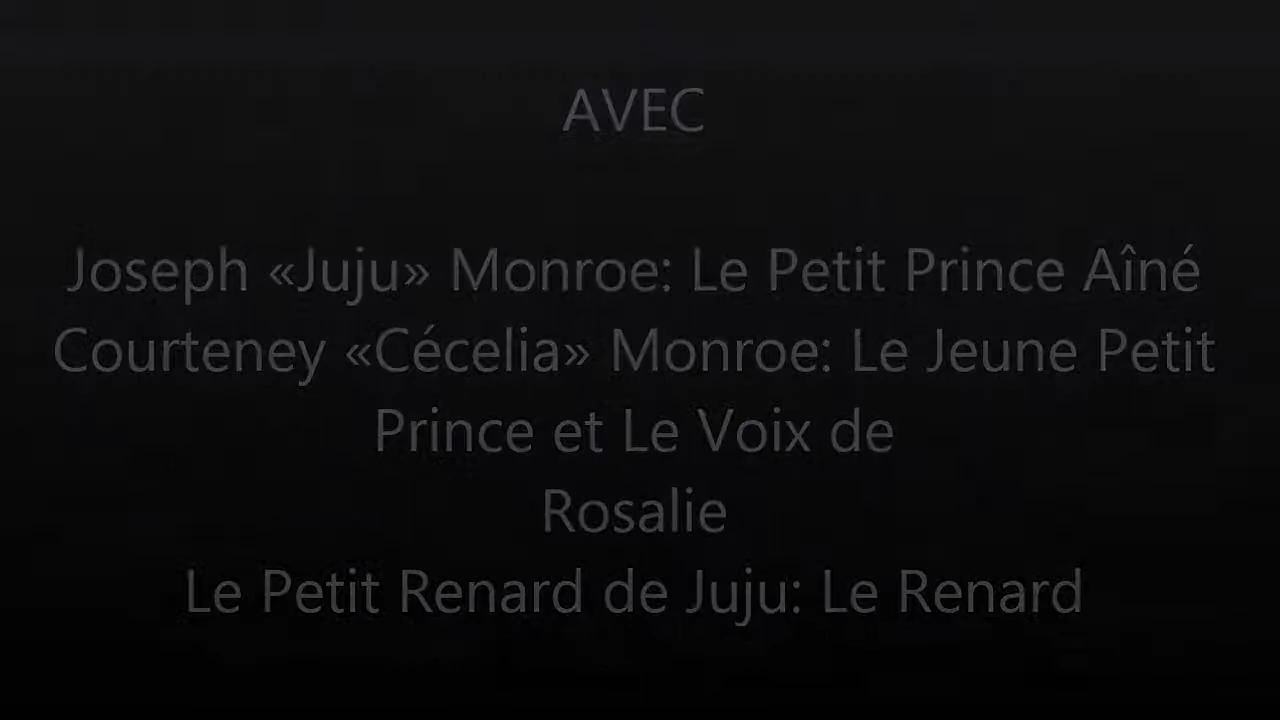 AVEC
Joseph «Juju» Monroe: Le Petit Prince Aîné
Courteney «Cécelia» Monroe: Le Jeune Petit
Prince et Le Voix de
Rosalie
Le Petit Renard de Juju: Le Renard